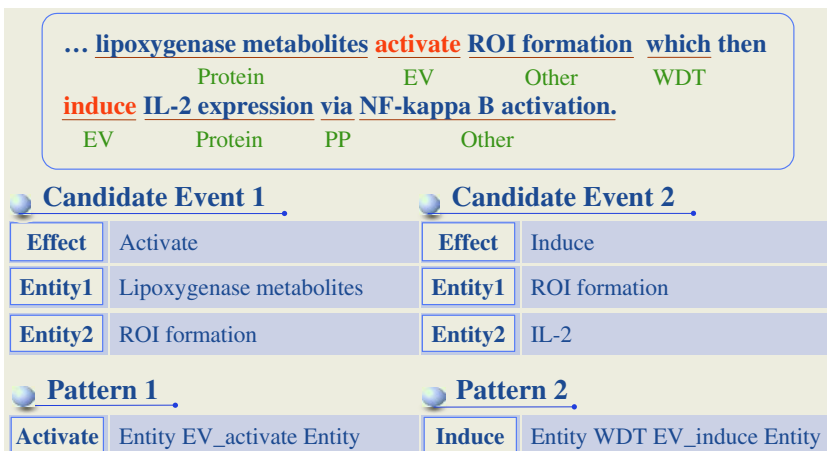 … lipoxygenase metabolites activate ROI formation which then
Protein EV Other WDT
induce IL-2 expression via NF-kappa B activation.
EV Protein PP Other
Candidate Event 1
Effect Activate
Entity1 Lipoxygenase metabolites
Entity2 ROI formation
Candidate Event 2
Effect Induce
Entity1 ROI formation
Entity2 IL-2
Pattern 1
Activate Entity EV_activate Entity
Pattern 2
Induce Entity WDT EV_induce Entity